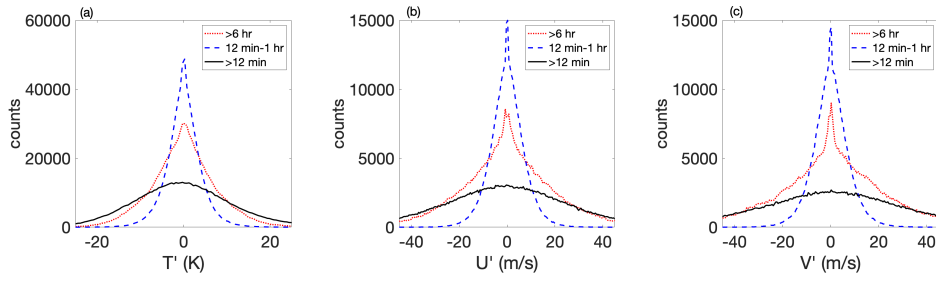 (a)
60000
40000
20000
0
counts
-20
0
20
T' (K)
>6 hr
12 min-1 hr
>12 min
(b)
15000
10000
5000
0
counts
-40
-20
0
20
40
U' (m/s)
>6 hr
12 min-1 hr
>12 min
(c)
15000
10000
5000
0
counts
-40
-20
0
20
40
V' (m/s)
>6 hr
12 min-1 hr
>12 min